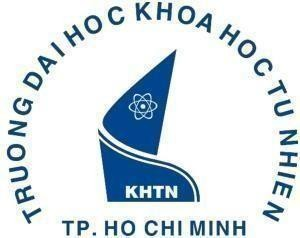 TRUONG DAI HOC KHOA HOC TU NHIEN
KHTN
TP. HO CHI MINH